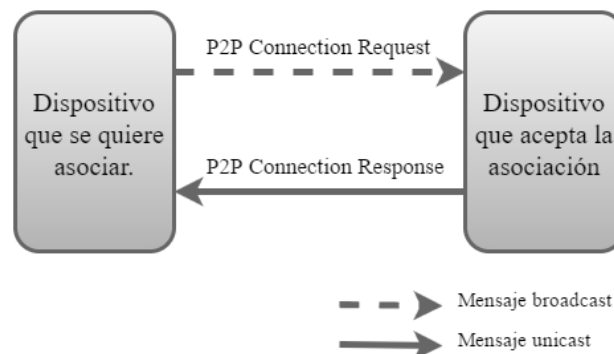 P2P Connection Request
Dispositivo
que se quiere
asociar.
Dispositivo
que acepta la
asociación
P2P Connection Response
Mensaje broadcast
Mensaje unicast